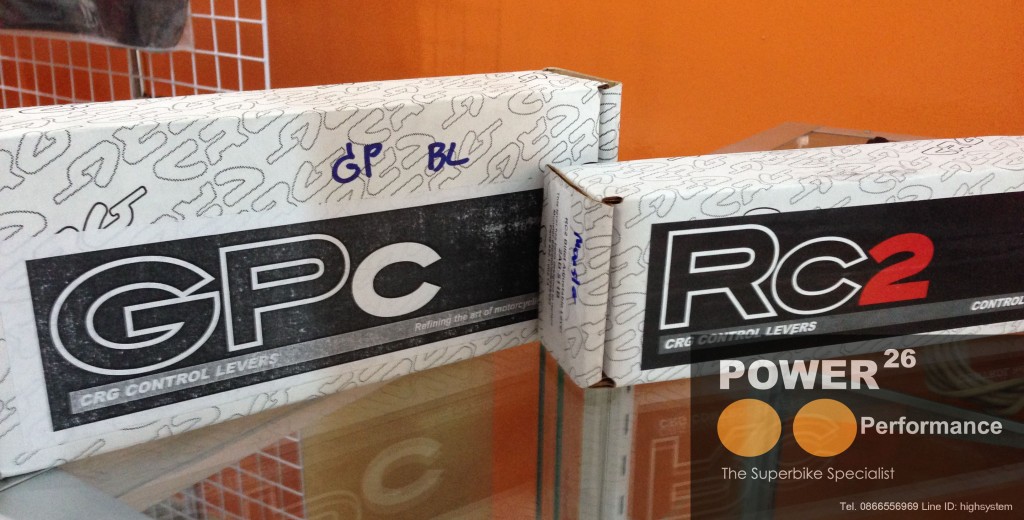 GP BL
GPc
Refining the art of motorcycle
CRG CONTROL LEVERS
Rc2
CONTROL
CRG CONTROL LEVERS
POWER 26
Performance
The Superbike Specialist
Tel. 0866556969 Line ID: highsystem